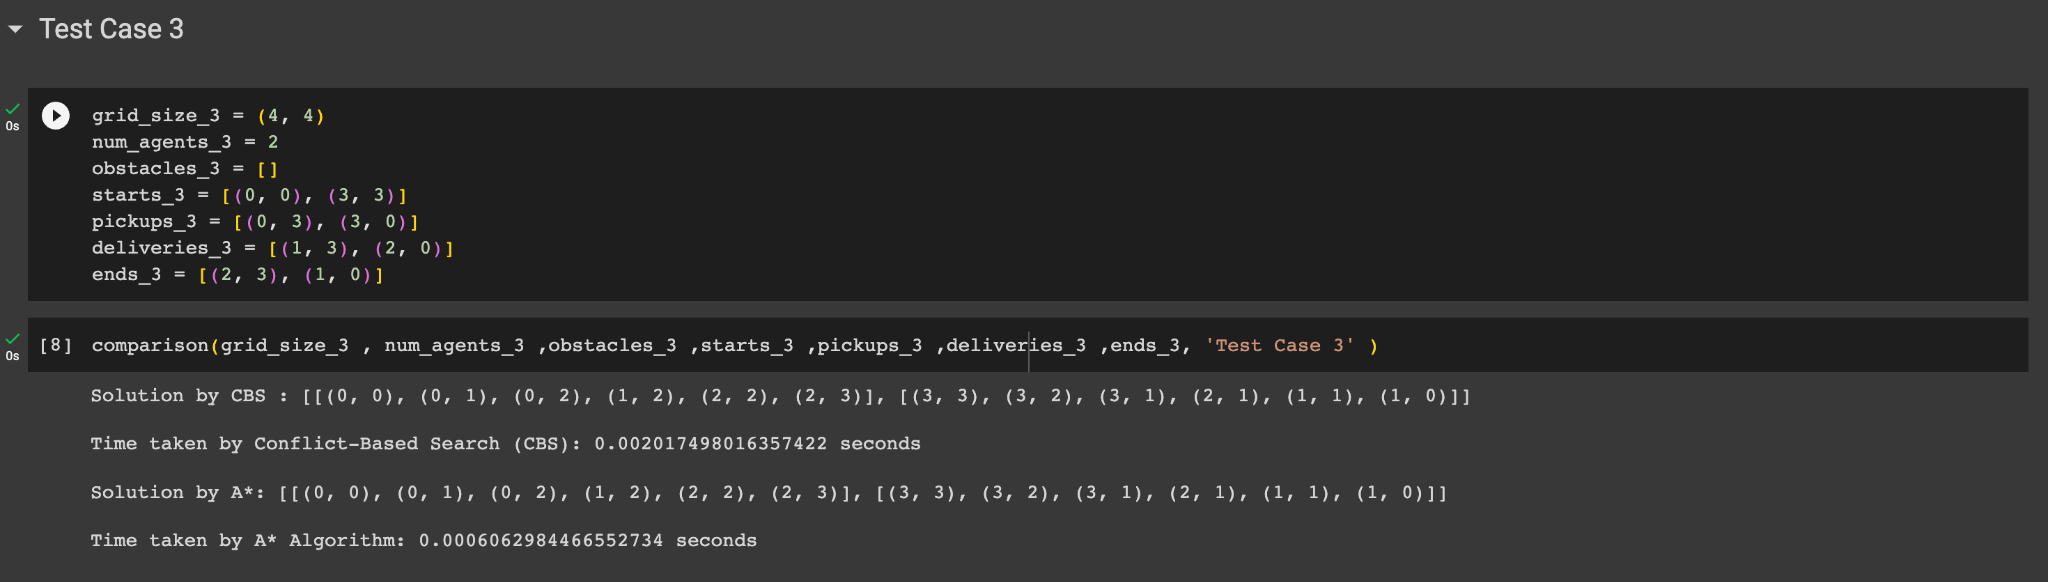 Test Case 3
0s
grid_size_3 = (4, 4)
num_agents_3 = 2
obstacles_3 = []
starts_3 = [(0, 0), (3, 3)]
pickups_3 = [(0, 3), (3, 0)]
deliveries_3 = [(1, 3), (2, 0)]
ends_3 = [(2, 3), (1, 0)]
0s
[8] comparison(grid_size_3 , num_agents_3 ,obstacles_3 ,starts_3 ,pickups_3 ,deliveries_3 ,ends_3, 'Test Case 3' )
Solution by CBS : [[(0, 0), (0, 1), (0, 2), (1, 2), (2, 2), (2, 3)], [(3, 3), (3, 2), (3, 1), (2, 1), (1, 1), (1, 0)]]
Time taken by Conflict-Based Search (CBS): 0.002017498016357422 seconds
Solution by A*: [[(0, 0), (0, 1), (0, 2), (1, 2), (2, 2), (2, 3)], [(3, 3), (3, 2), (3, 1), (2, 1), (1, 1), (1, 0)]]
Time taken by A* Algorithm: 0.0006062984466552734 seconds